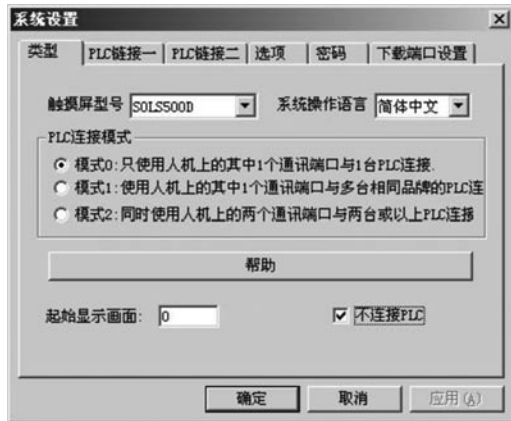 系统设置
类型 PLC链接一 PLC链接二 选项 密码 下载端口设置
触摸屏型号 SOLS500D 系统操作语言 简体中文
PLC连接模式
模式0:只使用人机上的其中1个通讯端口与1台PLC连接.
模式1:使用人机上的其中1个通讯端口与多台相同品牌的PLC连
模式2:同时使用人机上的两个通讯端口与两台或以上PLC连接
帮助
起始显示画面: 0 不连接PLC
确定 取消 应用(A)